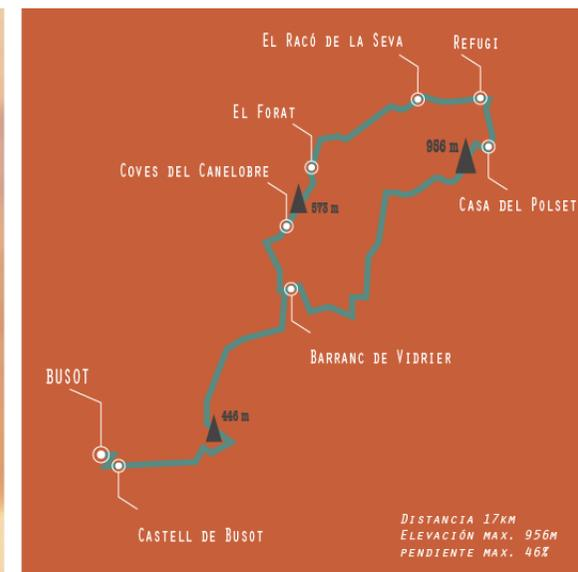 El Racó de la Seva
Refugi
El Forat
956 m
Coves del Canelobre
573 m
Casa del Polset
Barranc de Vidrier
BUSOT
446 m
Castell de Busot
Distancia 17km
Elevación max. 956m
pendiente max. 46%